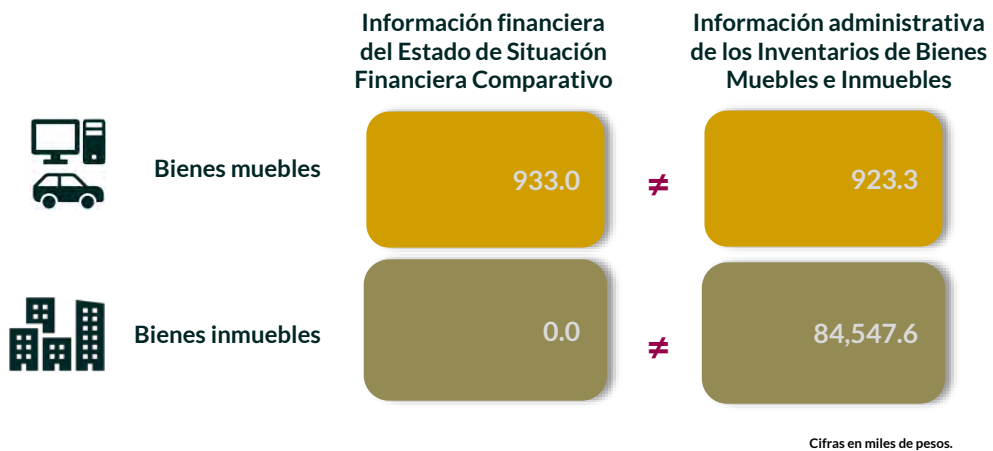 Información financiera
del Estado de Situación
Financiera Comparativo
Información administrativa
de los Inventarios de Bienes
Muebles e Inmuebles
Bienes muebles
933.0
≠
923.3
Bienes inmuebles
0.0
≠
84,547.6
Cifras en miles de pesos.